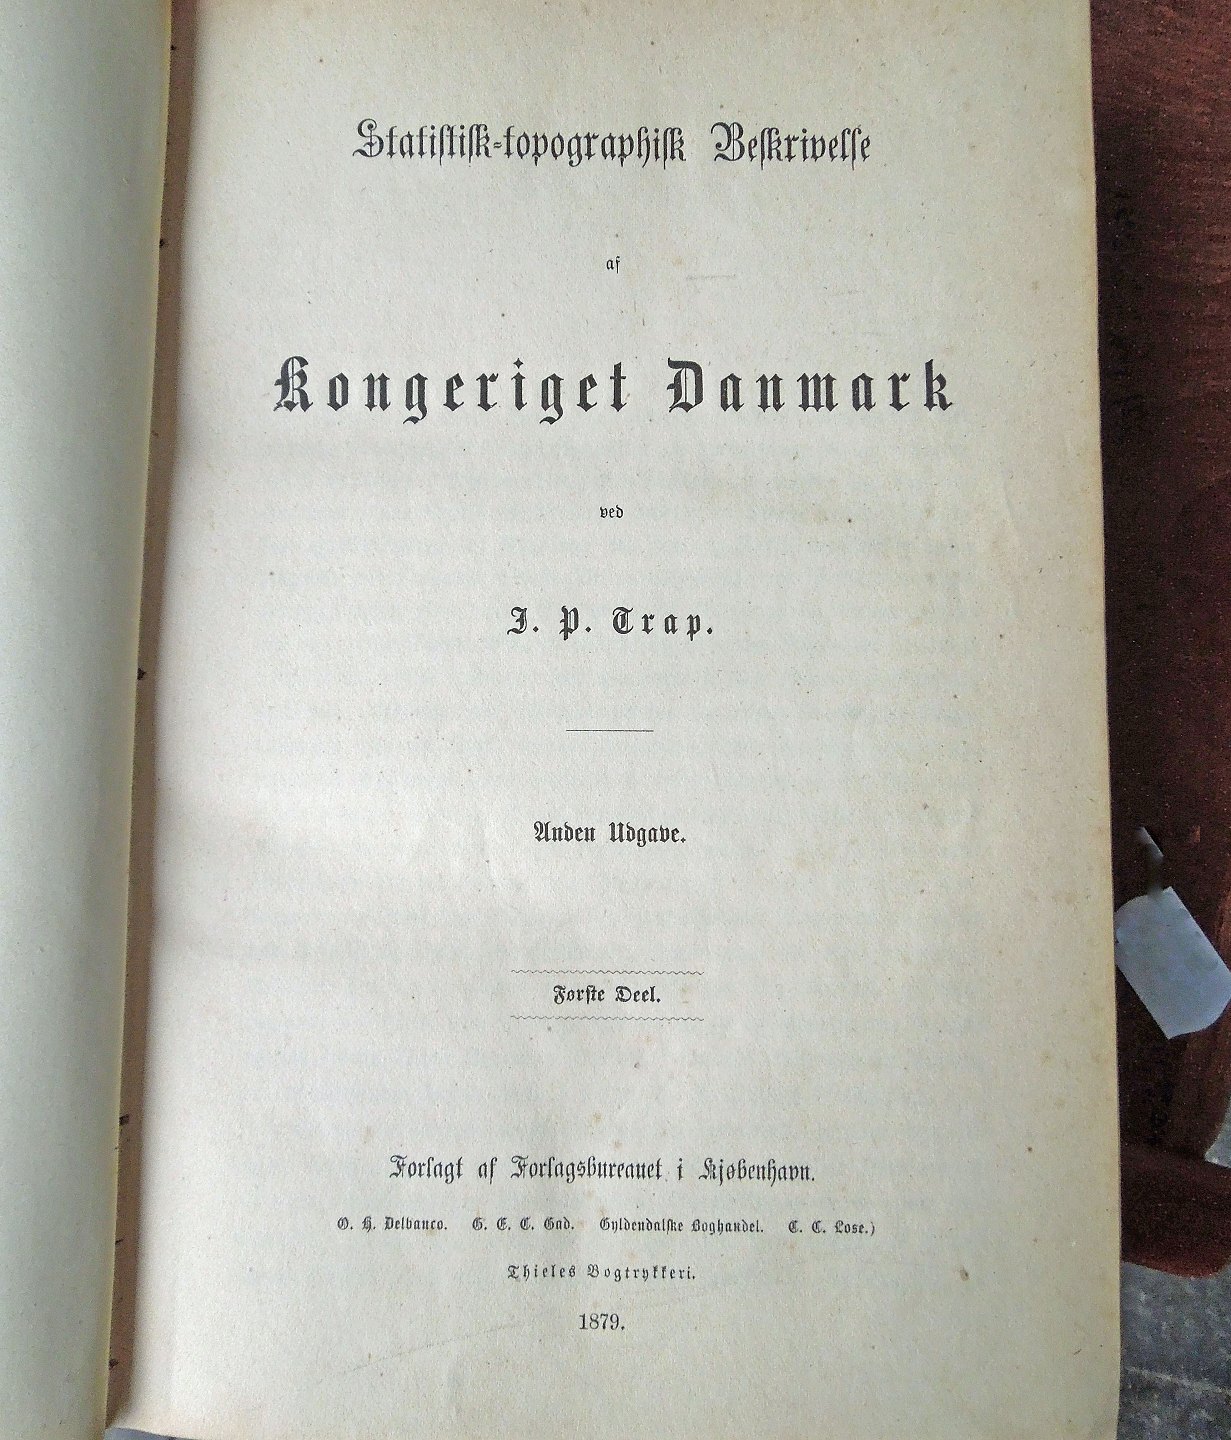 Statistisk-topographisk Beskrivelse
af
Kongeriget Danmark
ved
J. P. Trap.
Anden Udgave.
Første Deel.
Forlagt af Forlagsbureauet i Kjøbenhavn.
O. H. Delbanco. G. E. C. Gad. Gyldendalske Boghandel. C. C. Lose.)
Thieles Bogtrykkeri.
1879.